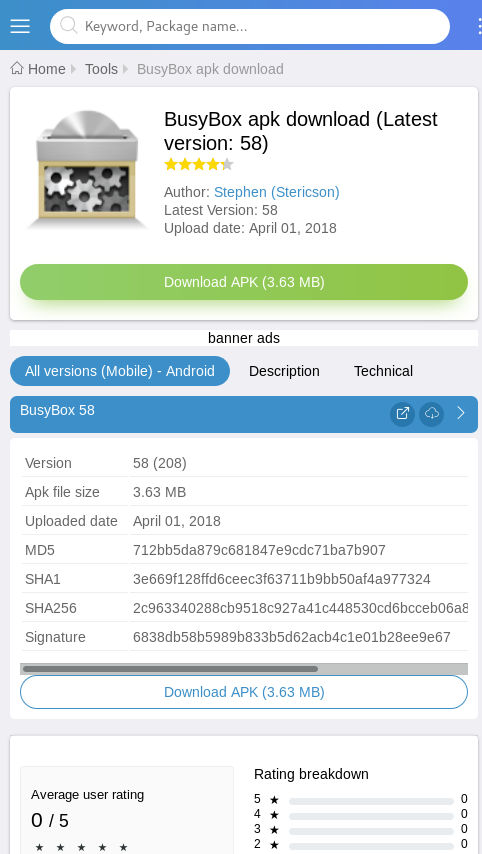 Keyword, Package name...
Home Tools BusyBox apk download
BusyBox apk download (Latest
version: 58)
Author: Stephen (Stericson)
Latest Version: 58
Upload date: April 01, 2018
Download APK (3.63 MB)
banner ads
All versions (Mobile) - Android Description Technical
BusyBox 58
Version 58 (208)
Apk file size 3.63 MB
Uploaded date April 01, 2018
MD5 712bb5da879c681847e9cdc71ba7b907
SHA1 3e669f128ffd6ceec3f63711b9bb50af4a977324
SHA256 2c963340288cb9518c927a41c448530cd6bcceb06a8
Signature 6838db58b5989b833b5d62acb4c1e01b28ee9e67
Download APK (3.63 MB)
Rating breakdown
Average user rating
0 / 5
5 ★ 0
4 ★ 0
3 ★ 0
2 ★ 0